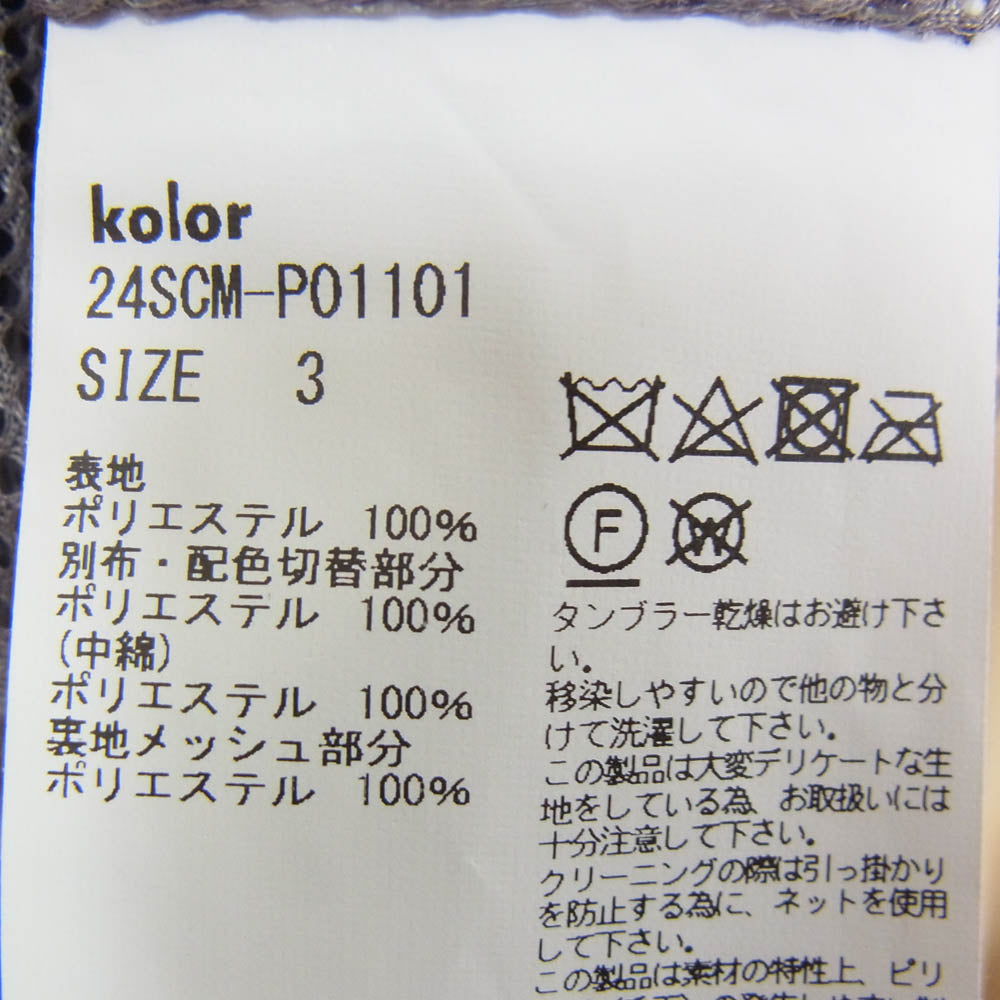 kolor
24SCM-P01101
SIZE 3
表地
ポリエステル 100%
別布・配色切替部分
ポリエステル 100%
(中綿)
ポリエステル 100%
裏地メッシュ部分
ポリエステル 100%
F
W
タンブラー乾燥はお避け下さ
い。
移染しやすいので他の物と分
けて洗濯して下さい。
この製品は大変デリケートな生
地をしている為、お取扱いには
十分注意して下さい。
クリーニングの際は引っ掛かり
を防止する為に、ネットを使用
して下さい。
この製品は素材の特性上、ピリ